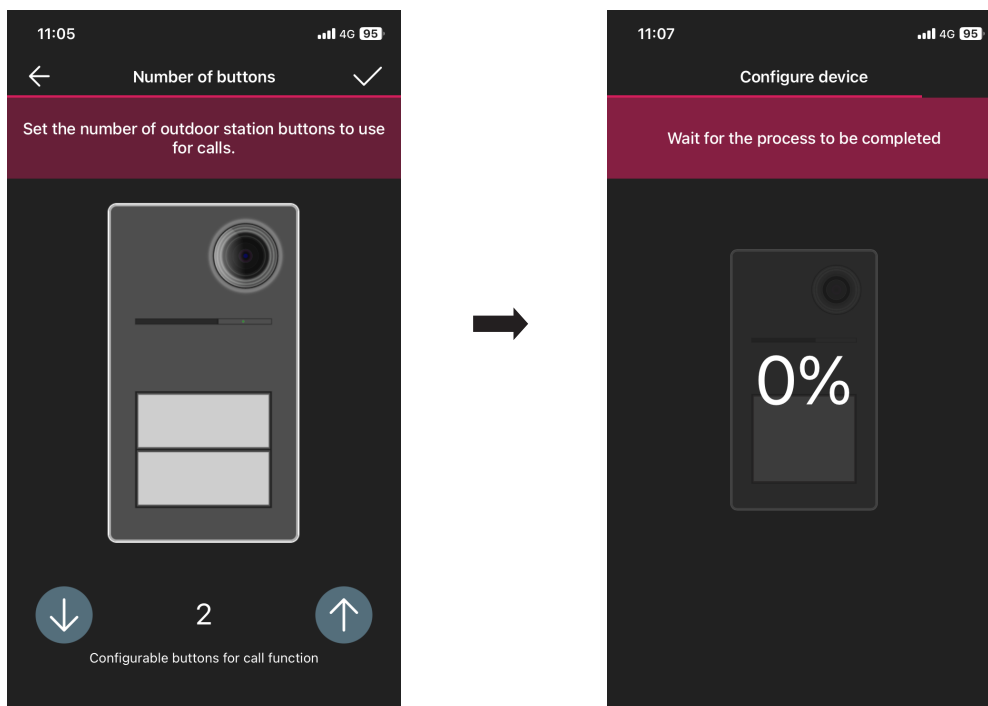 11:05
4G 95
Number of buttons
Set the number of outdoor station buttons to use
for calls.
2
Configurable buttons for call function
11:07
4G 95
Configure device
Wait for the process to be completed
0%